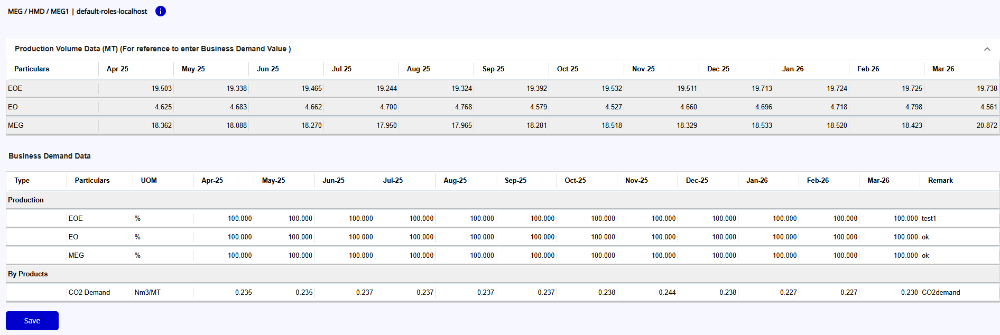 MEG / HMD / MEG1 | default-roles-localhost i
Production Volume Data (MT) (For reference to enter Business Demand Value )
Particulars Apr-25 May-25 Jun-25 Jul-25 Aug-25 Sep-25 Oct-25 Nov-25 Dec-25 Jan-26 Feb-26 Mar-26
EOE 19.503 19.338 19.465 19.244 19.324 19.392 19.532 19.511 19.713 19.724 19.725 19.738
EO 4.625 4.683 4.662 4.700 4.768 4.579 4.527 4.660 4.696 4.718 4.798 4.561
MEG 18.362 18.088 18.270 17.950 17.965 18.281 18.518 18.329 18.533 18.520 18.423 20.872
Business Demand Data
Type Particulars UOM Apr-25 May-25 Jun-25 Jul-25 Aug-25 Sep-25 Oct-25 Nov-25 Dec-25 Jan-26 Feb-26 Mar-26 Remark
Production
EOE % 100.000 100.000 100.000 100.000 100.000 100.000 100.000 100.000 100.000 100.000 100.000 100.000 test1
EO % 100.000 100.000 100.000 100.000 100.000 100.000 100.000 100.000 100.000 100.000 100.000 100.000 ok
MEG % 100.000 100.000 100.000 100.000 100.000 100.000 100.000 100.000 100.000 100.000 100.000 100.000 ok
By Products
CO2 Demand Nm3/MT 0.235 0.235 0.237 0.237 0.237 0.237 0.238 0.244 0.238 0.227 0.227 0.230 CO2demand
Save